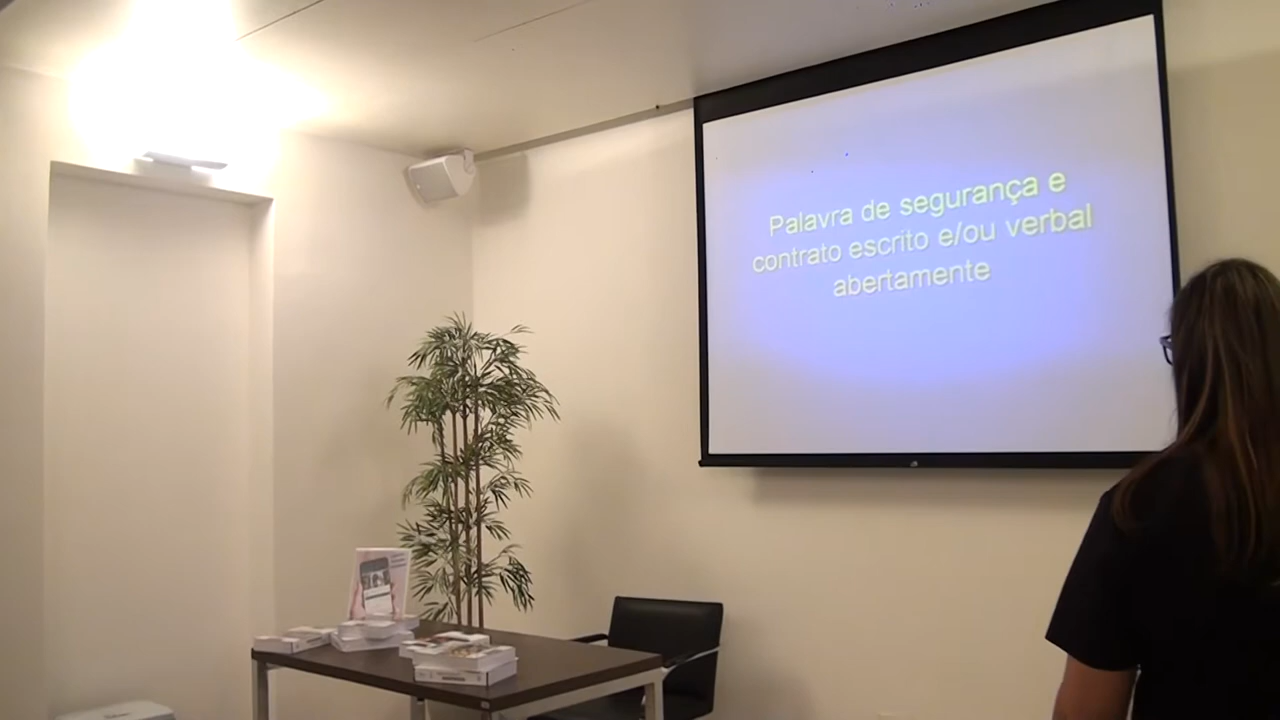 Palavra de segurança e
contrato escrito e/ou verbal
abertamente